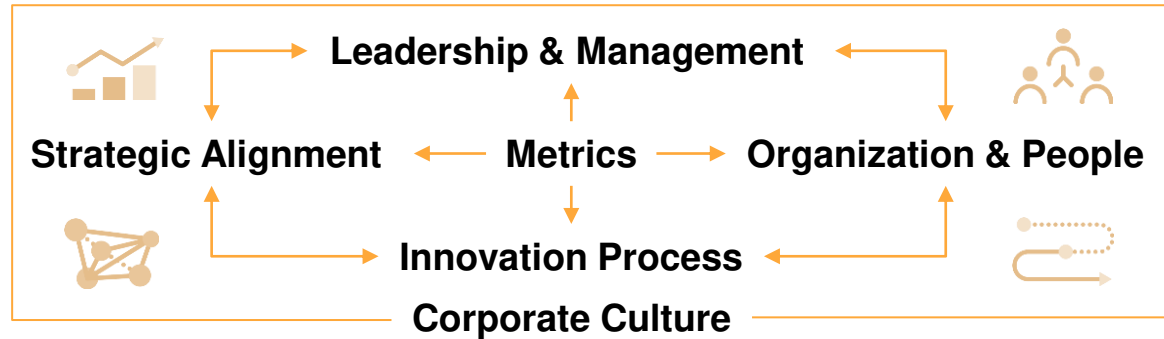 Leadership & Management
Strategic Alignment
Metrics
Organization & People
Innovation Process
Corporate Culture